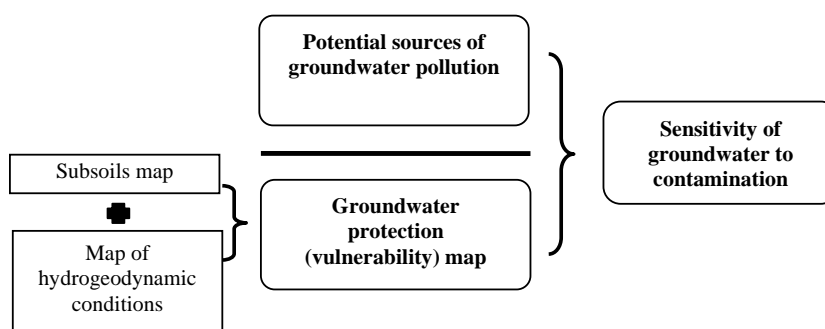 Potential sources of
groundwater pollution
Subsoils map
Map of
hydrogeodynamic
conditions
Groundwater
protection
(vulnerability) map
Sensitivity of
groundwater to
contamination